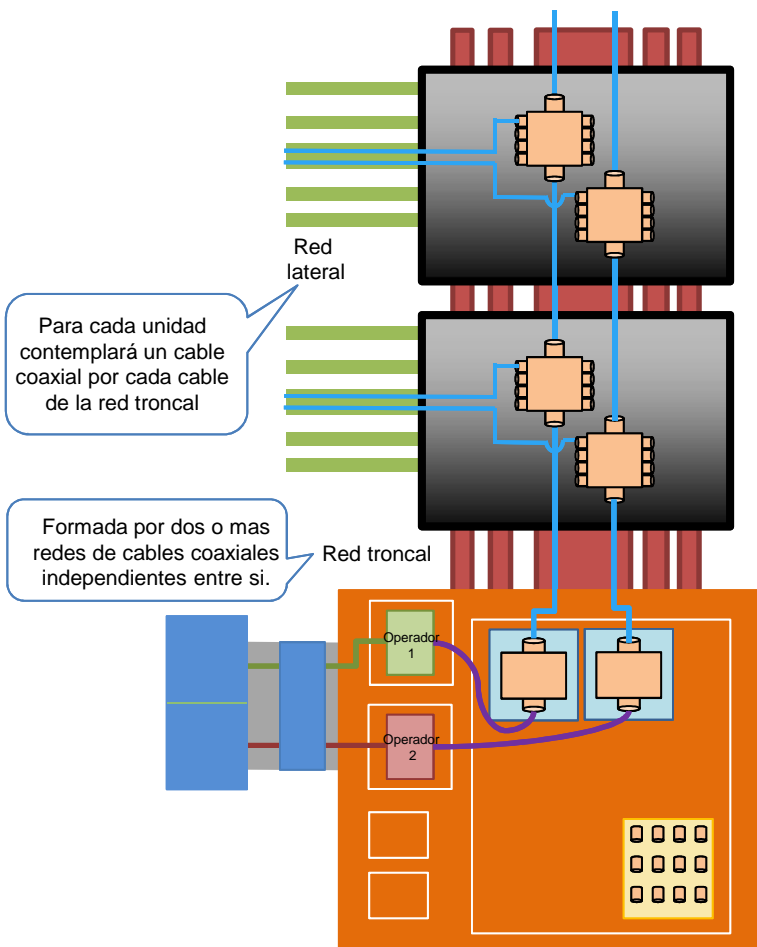 Red
lateral
Para cada unidad
contemplará un cable
coaxial por cada cable
de la red troncal
Formada por dos o mas
redes de cables coaxiales
independientes entre si.
Red troncal
Operador
1
Operador
2